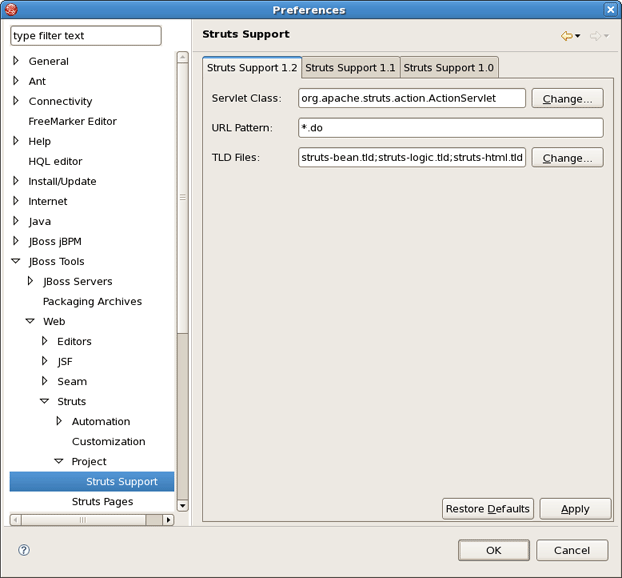 Preferences
type filter text
General
Ant
Connectivity
FreeMarker Editor
Help
HQL editor
Install/Update
Internet
Java
JBoss jBPM
JBoss Tools
JBoss Servers
Packaging Archives
Web
Editors
JSF
Seam
Struts
Automation
Customization
Project
Struts Support
Struts Pages
Struts Support
Struts Support 1.2 Struts Support 1.1 Struts Support 1.0
Servlet Class: org.apache.struts.action.ActionServlet Change...
URL Pattern: *.do
TLD Files: struts-bean.tld;struts-logic.tld;struts-html.tld Change...
Restore Defaults Apply
? OK Cancel